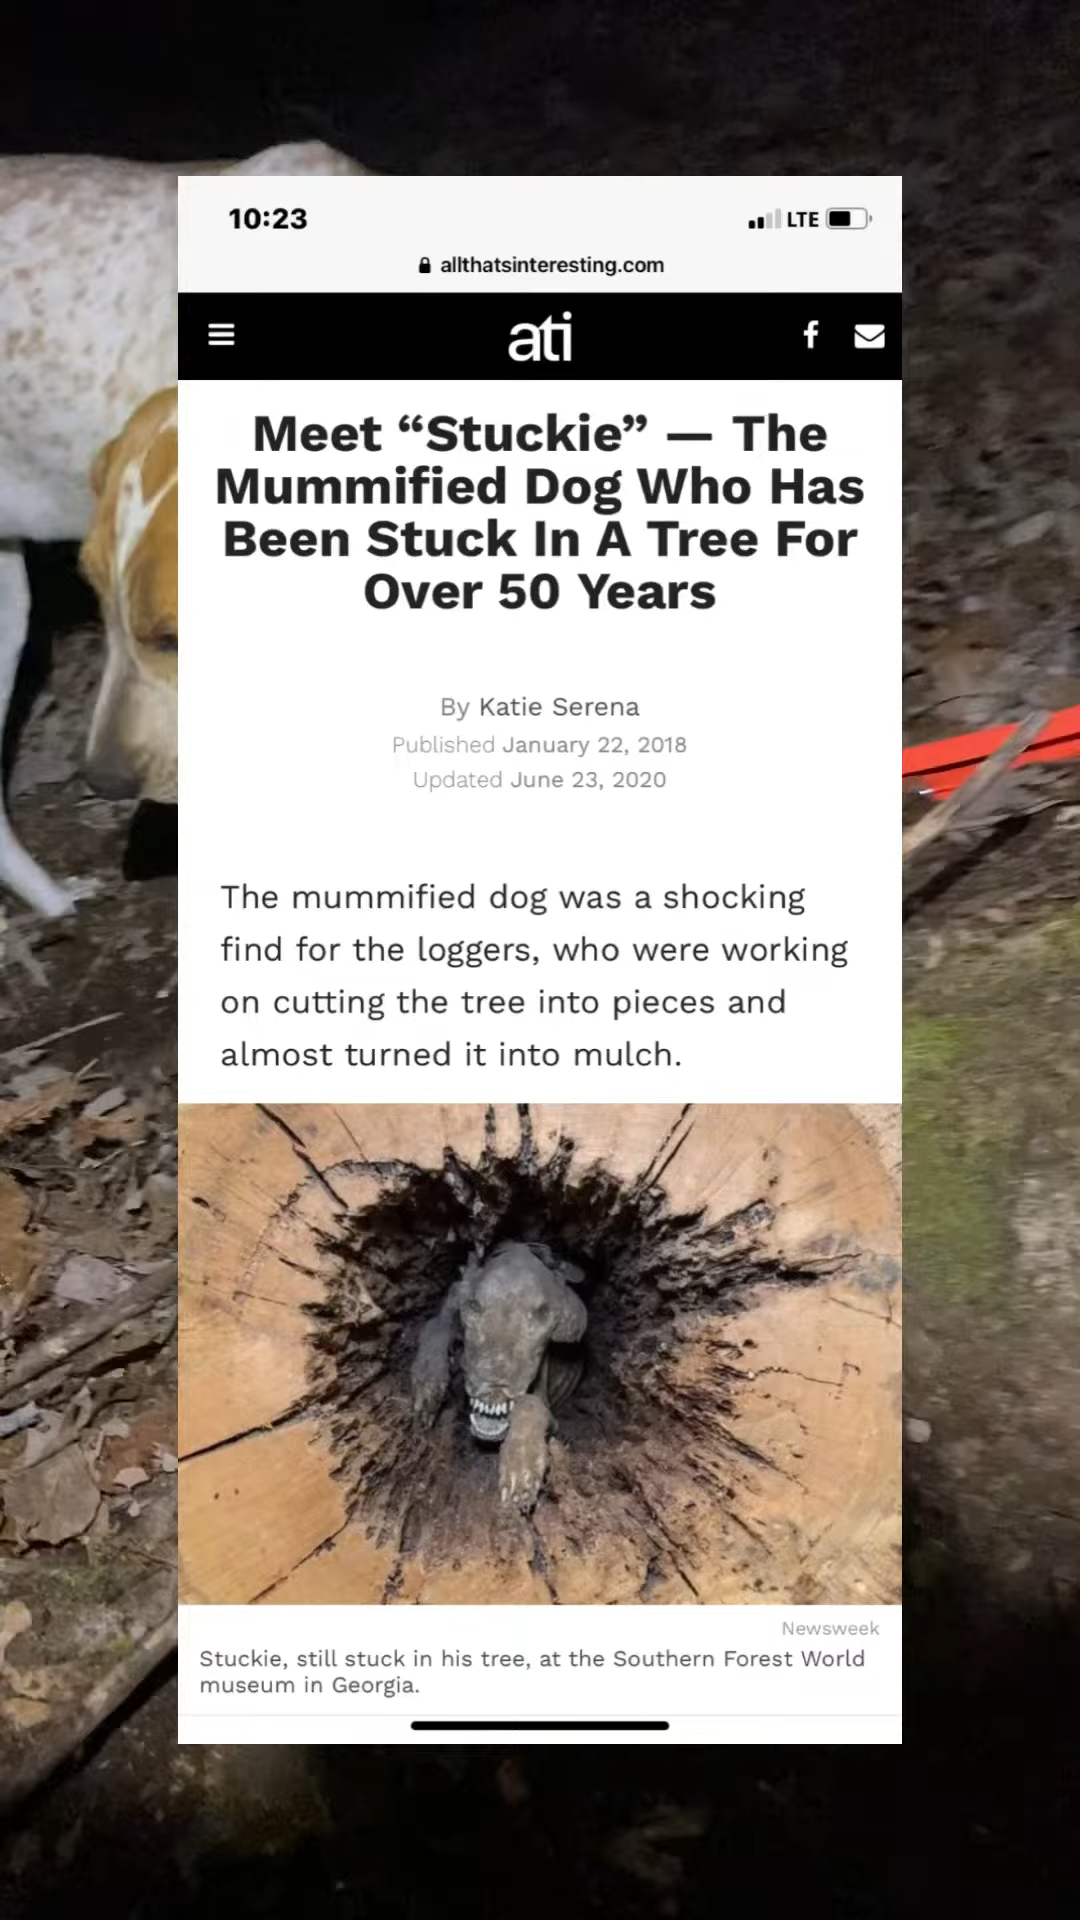 10:23
LTE
allthatsinteresting.com
ati
f
Meet “Stuckie” — The
Mummified Dog Who Has
Been Stuck In A Tree For
Over 50 Years
By Katie Serena
Published January 22, 2018
Updated June 23, 2020
The mummified dog was a shocking
find for the loggers, who were working
on cutting the tree into pieces and
almost turned it into mulch.
Newsweek
Stuckie, still stuck in his tree, at the Southern Forest World
museum in Georgia.